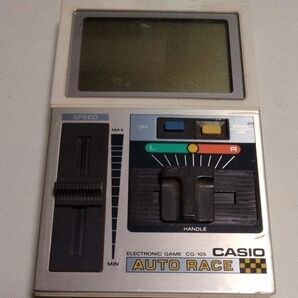 SPEED
OFF
MAX
L
R
HANDLE
MIN
ELECTRONIC GAME CG-105
CASIO
AUTO RACE